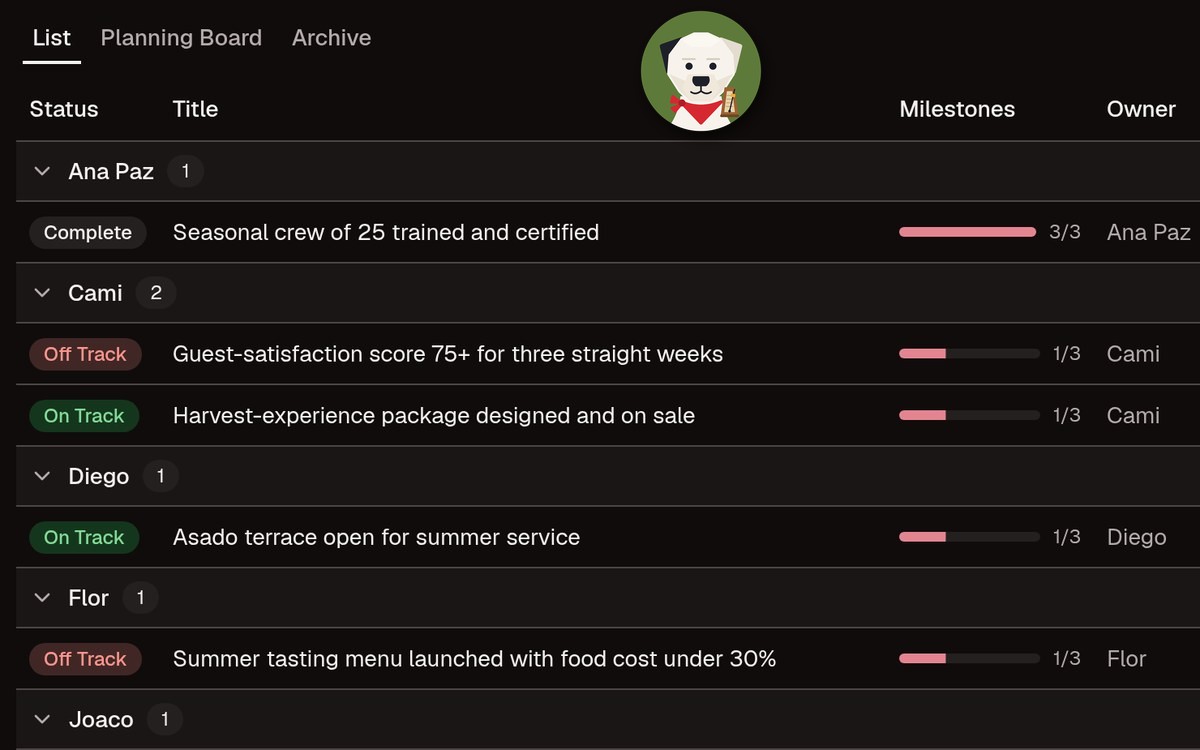 List Planning Board Archive
Status Title Milestones Owner
Ana Paz 1
Complete Seasonal crew of 25 trained and certified 3/3 Ana Paz
Cami 2
Off Track Guest-satisfaction score 75+ for three straight weeks 1/3 Cami
On Track Harvest-experience package designed and on sale 1/3 Cami
Diego 1
On Track Asado terrace open for summer service 1/3 Diego
Flor 1
Off Track Summer tasting menu launched with food cost under 30% 1/3 Flor
Joaco 1